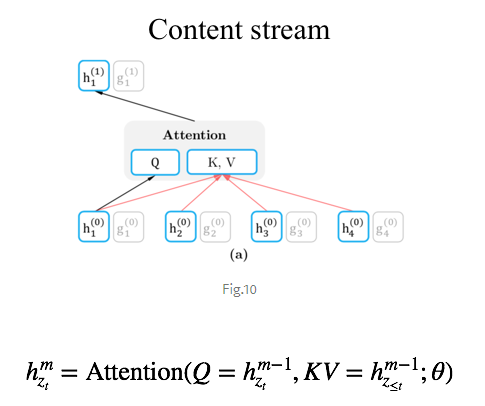 Content stream
h₁⁽¹⁾ g₁⁽¹⁾
Attention
Q K, V
h₁⁽⁰⁾ g₁⁽⁰⁾ h₂⁽⁰⁾ g₂⁽⁰⁾ h₃⁽⁰⁾ g₃⁽⁰⁾ h₄⁽⁰⁾ g₄⁽⁰⁾
(a)
Fig.10
h_{z_t}^{m} = Attention(Q = h_{z_t}^{m−1}, KV = h_{z_{≤t}}^{m−1}; θ)